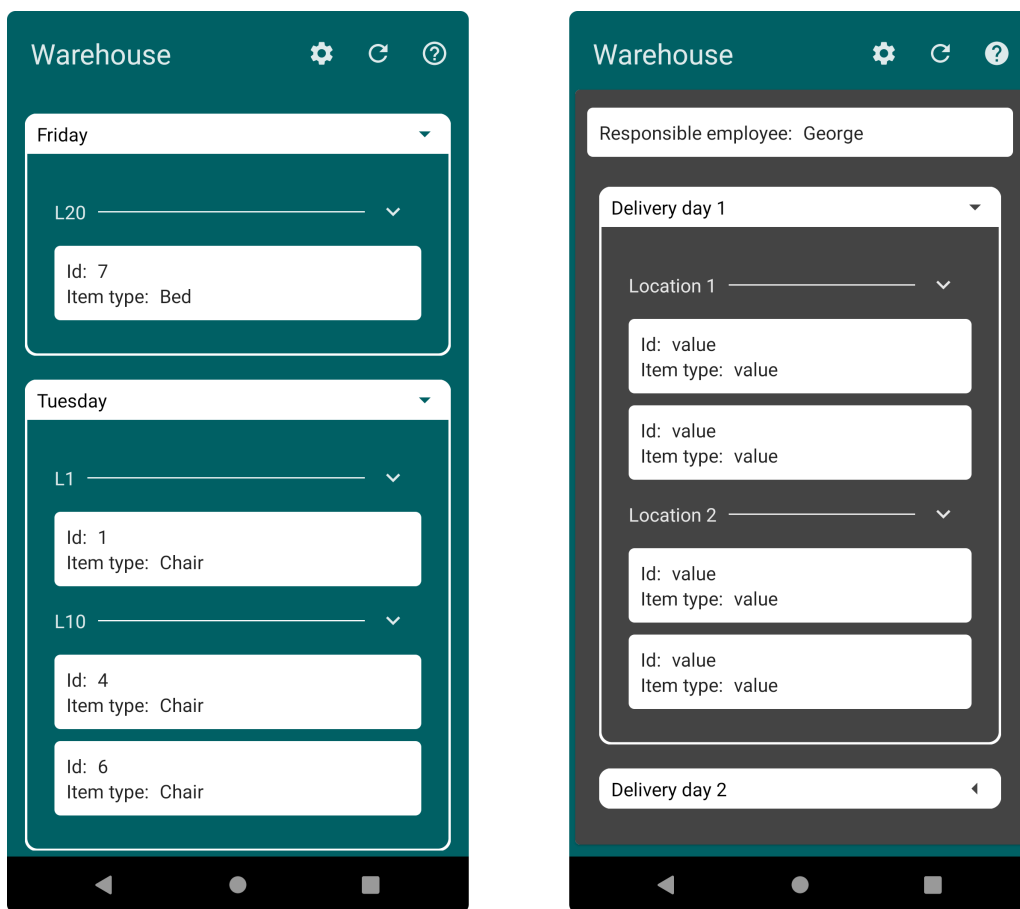 Warehouse
Friday
L20
Id: 7
Item type: Bed
Tuesday
L1
Id: 1
Item type: Chair
L10
Id: 4
Item type: Chair
Id: 6
Item type: Chair
Warehouse
Responsible employee: George
Delivery day 1
Location 1
Id: value
Item type: value
Id: value
Item type: value
Location 2
Id: value
Item type: value
Id: value
Item type: value
Delivery day 2